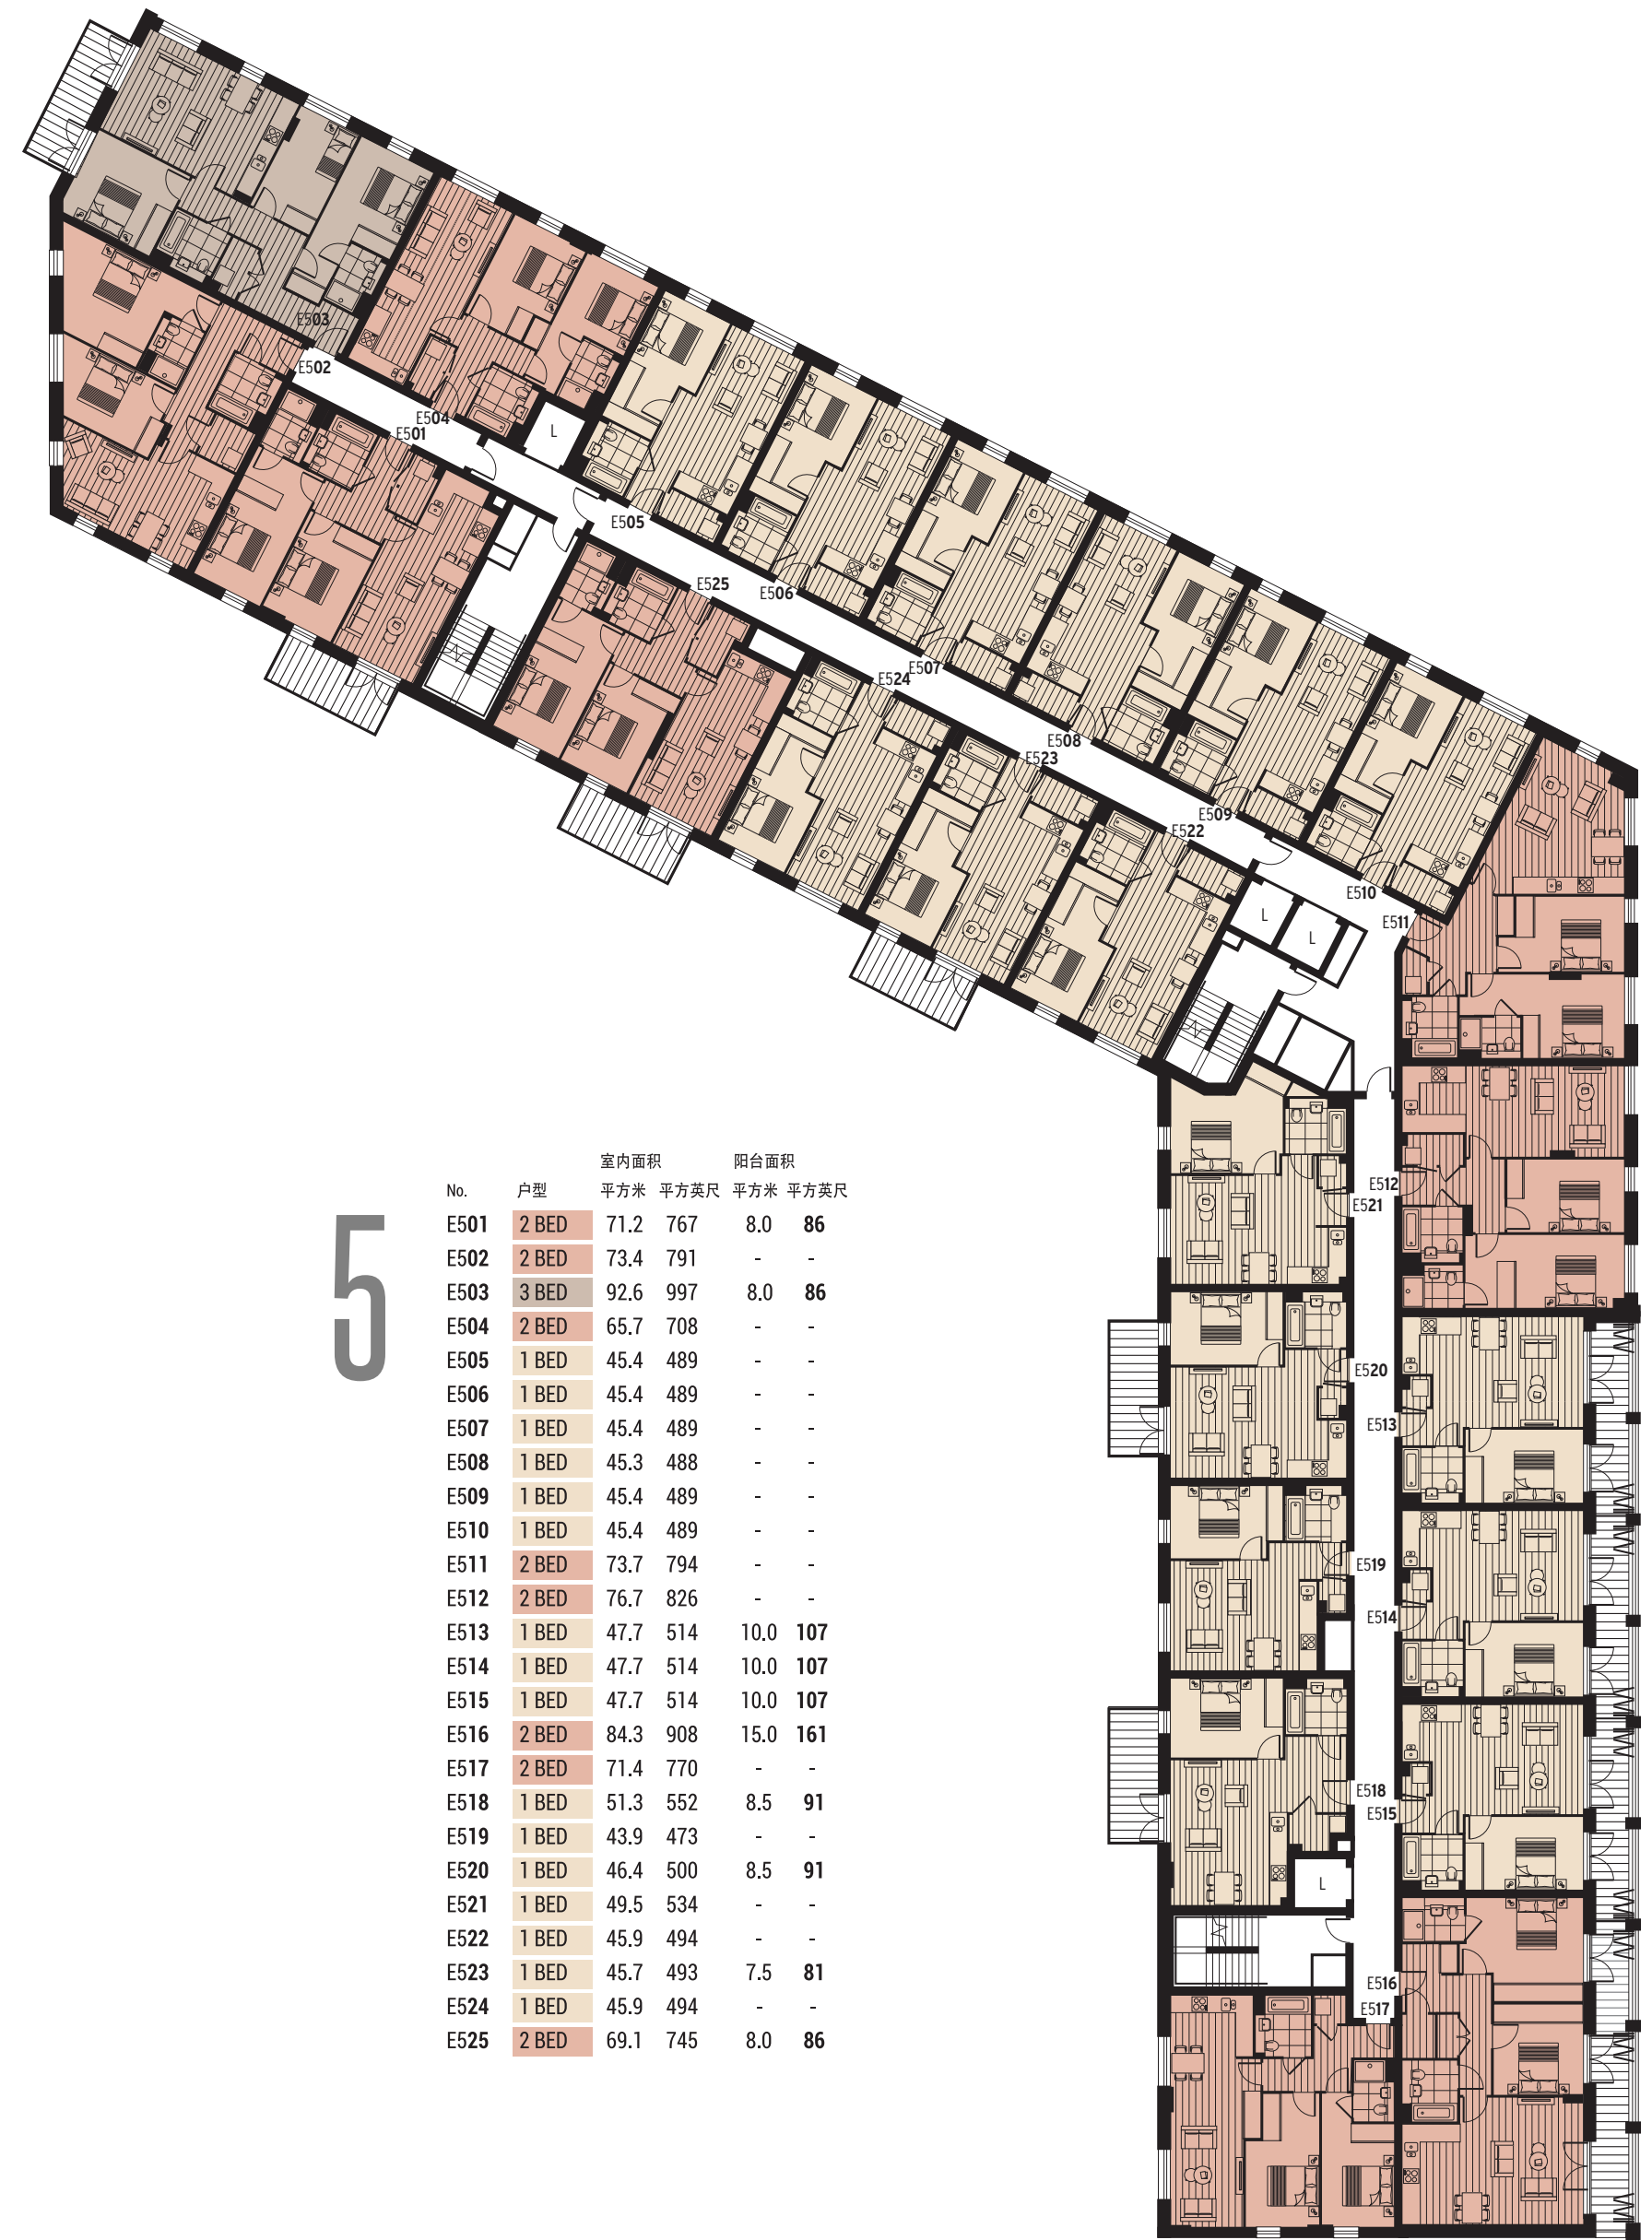 E503
E502
E504
E501
L
E505
E525
E506
E507
E524
E508
E523
E509
E522
E510
E511
L
L
E512
E521
E520
E513
E519
E514
E518
E515
L
E516
E517
5
室内面积 阳台面积
No. 户型 平方米 平方英尺 平方米 平方英尺
E501 2 BED 71.2 767 8.0 86
E502 2 BED 73.4 791 - -
E503 3 BED 92.6 997 8.0 86
E504 2 BED 65.7 708 - -
E505 1 BED 45.4 489 - -
E506 1 BED 45.4 489 - -
E507 1 BED 45.4 489 - -
E508 1 BED 45.3 488 - -
E509 1 BED 45.4 489 - -
E510 1 BED 45.4 489 - -
E511 2 BED 73.7 794 - -
E512 2 BED 76.7 826 - -
E513 1 BED 47.7 514 10.0 107
E514 1 BED 47.7 514 10.0 107
E515 1 BED 47.7 514 10.0 107
E516 2 BED 84.3 908 15.0 161
E517 2 BED 71.4 770 - -
E518 1 BED 51.3 552 8.5 91
E519 1 BED 43.9 473 - -
E520 1 BED 46.4 500 8.5 91
E521 1 BED 49.5 534 - -
E522 1 BED 45.9 494 - -
E523 1 BED 45.7 493 7.5 81
E524 1 BED 45.9 494 - -
E525 2 BED 69.1 745 8.0 86